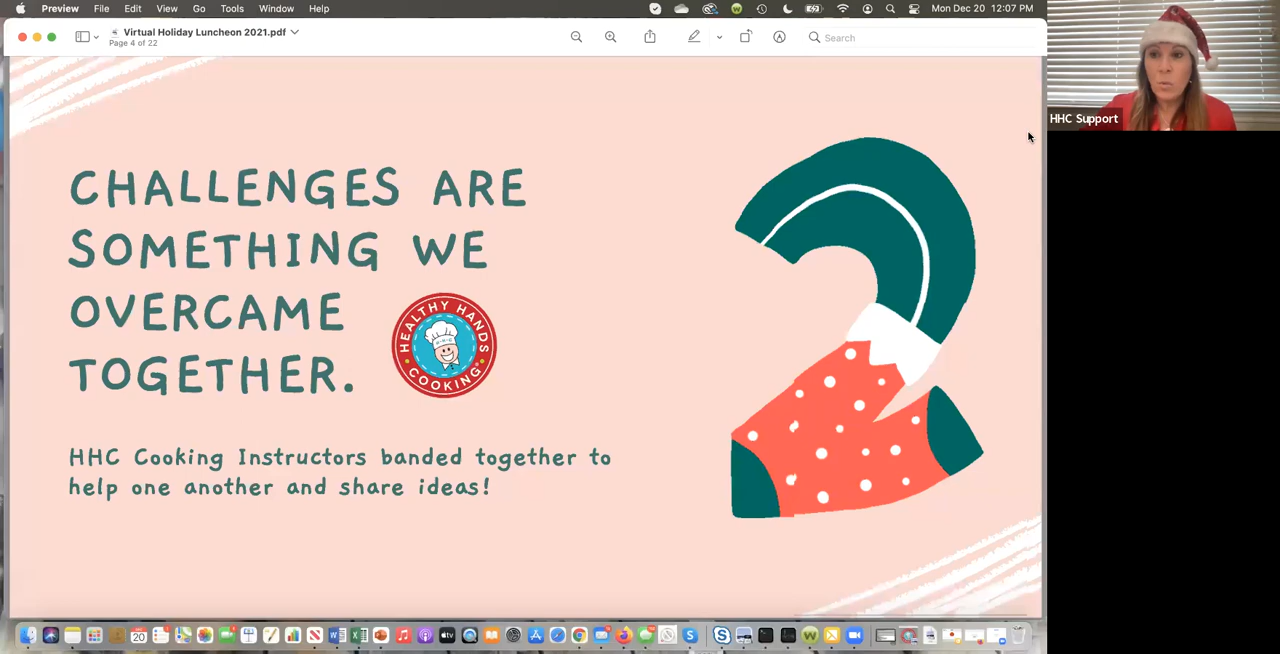 Preview File Edit View Go Tools Window Help Mon Dec 20 12:07 PM
Virtual Holiday Luncheon 2021.pdf
Page 4 of 22
Search
HHC Support
CHALLENGES ARE
SOMETHING WE
OVERCAME
TOGETHER.
HEALTHY HANDS
COOKING
HHC Cooking Instructors banded together to
help one another and share ideas!
20